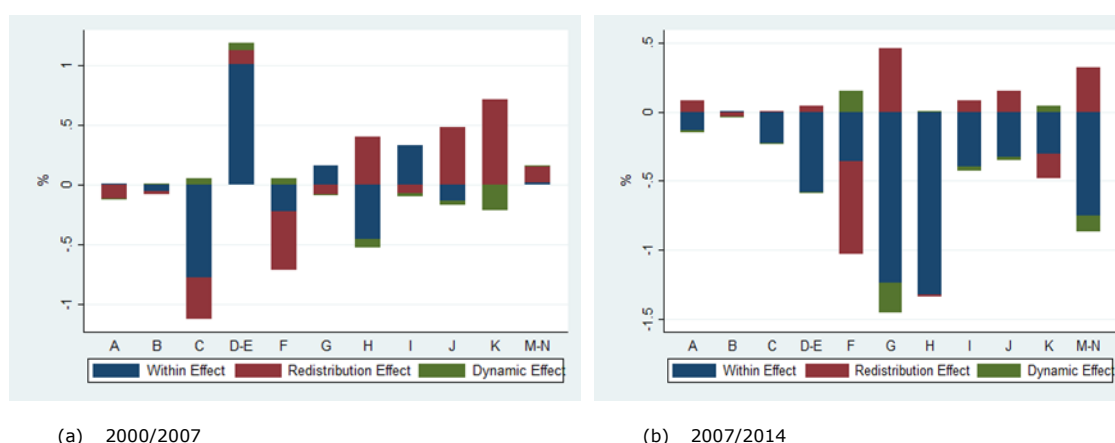 %
1
.5
0
-.5
-1
A B C D-E F G H I J K M-N
Within Effect Redistribution Effect Dynamic Effect
%
.5
0
-.5
-1
-1.5
A B C D-E F G H I J K M-N
Within Effect Redistribution Effect Dynamic Effect
(a) 2000/2007
(b) 2007/2014